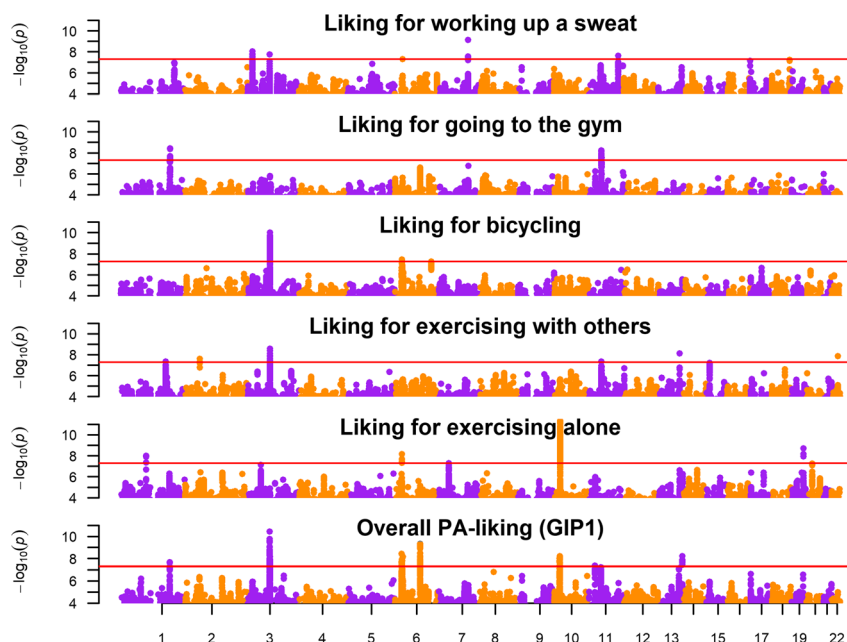 Liking for working up a sweat
−log10(p)
10
8
6
4
Liking for going to the gym
−log10(p)
10
8
6
4
Liking for bicycling
−log10(p)
10
8
6
4
Liking for exercising with others
−log10(p)
10
8
6
4
Liking for exercising alone
−log10(p)
10
8
6
4
Overall PA-liking (GIP1)
−log10(p)
10
8
6
4
1 2 3 4 5 6 7 8 9 10 11 12 13 15 17 19 22